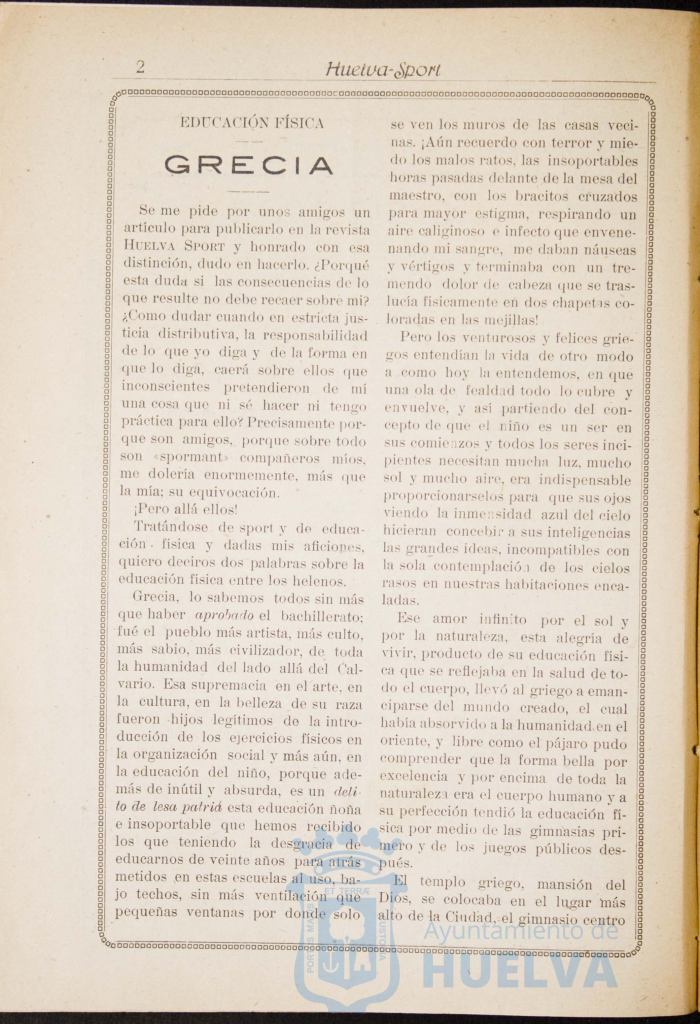 2
Huelva-Sport
EDUCACIÓN FÍSICA
GRECIA
Se me pide por unos amigos un
artículo para publicarlo en la revista
HUELVA SPORT y honrado con esa
distinción, dudo en hacerlo. ¿Porqué
esta duda si las consecuencias de lo
que resulte no debe recaer sobre mi?
¿Como dudar cuando en estricta jus-
ticia distributiva, la responsabilidad
de lo que yo diga y de la forma en
que lo diga, caerá sobre ellos que
inconscientes pretendieron de mí
una cosa que ni sé hacer ni tengo
práctica para ello? Precisamente por-
que son amigos, porque sobre todo
son «spormant» compañeros míos,
me dolería enormemente, más que
la mía; su equivocación.
¡Pero allá ellos!
Tratándose de sport y de educa-
ción física y dadas mis aficiones,
quiero deciros dos palabras sobre la
educación física entre los helenos.
Grecia, lo sabemos todos sin más
que haber aprobado el bachillerato;
fué el pueblo más artista, más culto,
más sabio, más civilizador, de toda
la humanidad del lado allá del Cal-
vario. Esa supremacia en el arte, en
la cultura, en la belleza de su raza
fueron hijos legítimos de la intro-
ducción de los ejercicios físicos en
la organización social y más aún, en
la educación del niño, porque ade-
más de inútil y absurda, es un deli-
to de lesa patriá esta educación ñoña
e insoportable que hemos recibido
los que teniendo la desgracia de
educarnos de veinte años para atrás
metidos en estas escuelas al uso, ba-
jo techos, sin más ventilación que
pequeñas ventanas por donde solo
se ven los muros de las casas veci-
nas. ¡Aún recuerdo con terror y mie-
do los malos ratos, las insoportables
horas pasadas delante de la mesa del
maestro, con los bracitos cruzados
para mayor estigma, respirando un
aire caliginoso e infecto que envene-
nando mi sangre, me daban náuseas
y vértigos y terminaba con un tre-
mendo dolor de cabeza que se tras-
lucía fisicamente en dos chapetas co-
loradas en las mejillas!
Pero los venturosos y felices grie-
gos entendían la vida de otro modo
a como hoy la entendemos, en que
una ola de fealdad todo lo cubre y
envuelve, y asi partiendo del con-
cepto de que el niño es un ser en
sus comienzos y todos los seres inci-
pientes necesitan mucha luz, mucho
sol y mucho aire, era indispensable
proporcionarselos para que sus ojos
viendo la inmensidad azul del cielo
hicieran concebir a sus inteligencias
las grandes ideas, incompatibles con
la sola contemplación de los cielos
rasos en nuestras habitaciones enca-
ladas.
Ese amor infinito por el sol y
por la naturaleza, esta alegria de
vivir, producto de su educación físi-
ca que se reflejaba en la salud de to-
do el cuerpo, llevó al griego a eman-
ciparse del mundo creado, el cual
había absorvido a la humanidad en el
oriente, y libre como el pájaro pudo
comprender que la forma bella por
excelencia y por encima de toda la
naturaleza era el cuerpo humano y a
su perfección tendió la educación fí-
sica por medio de las gimnasias pri-
mero y de los juegos públicos des-
pués.
El templo griego, mansión del
Dios, se colocaba en el lugar más
alto de la Ciudad, el gimnasio centro
PORTUS MARIS ET TERRÆ CUSTODIA
Ayuntamiento de
HUELVA